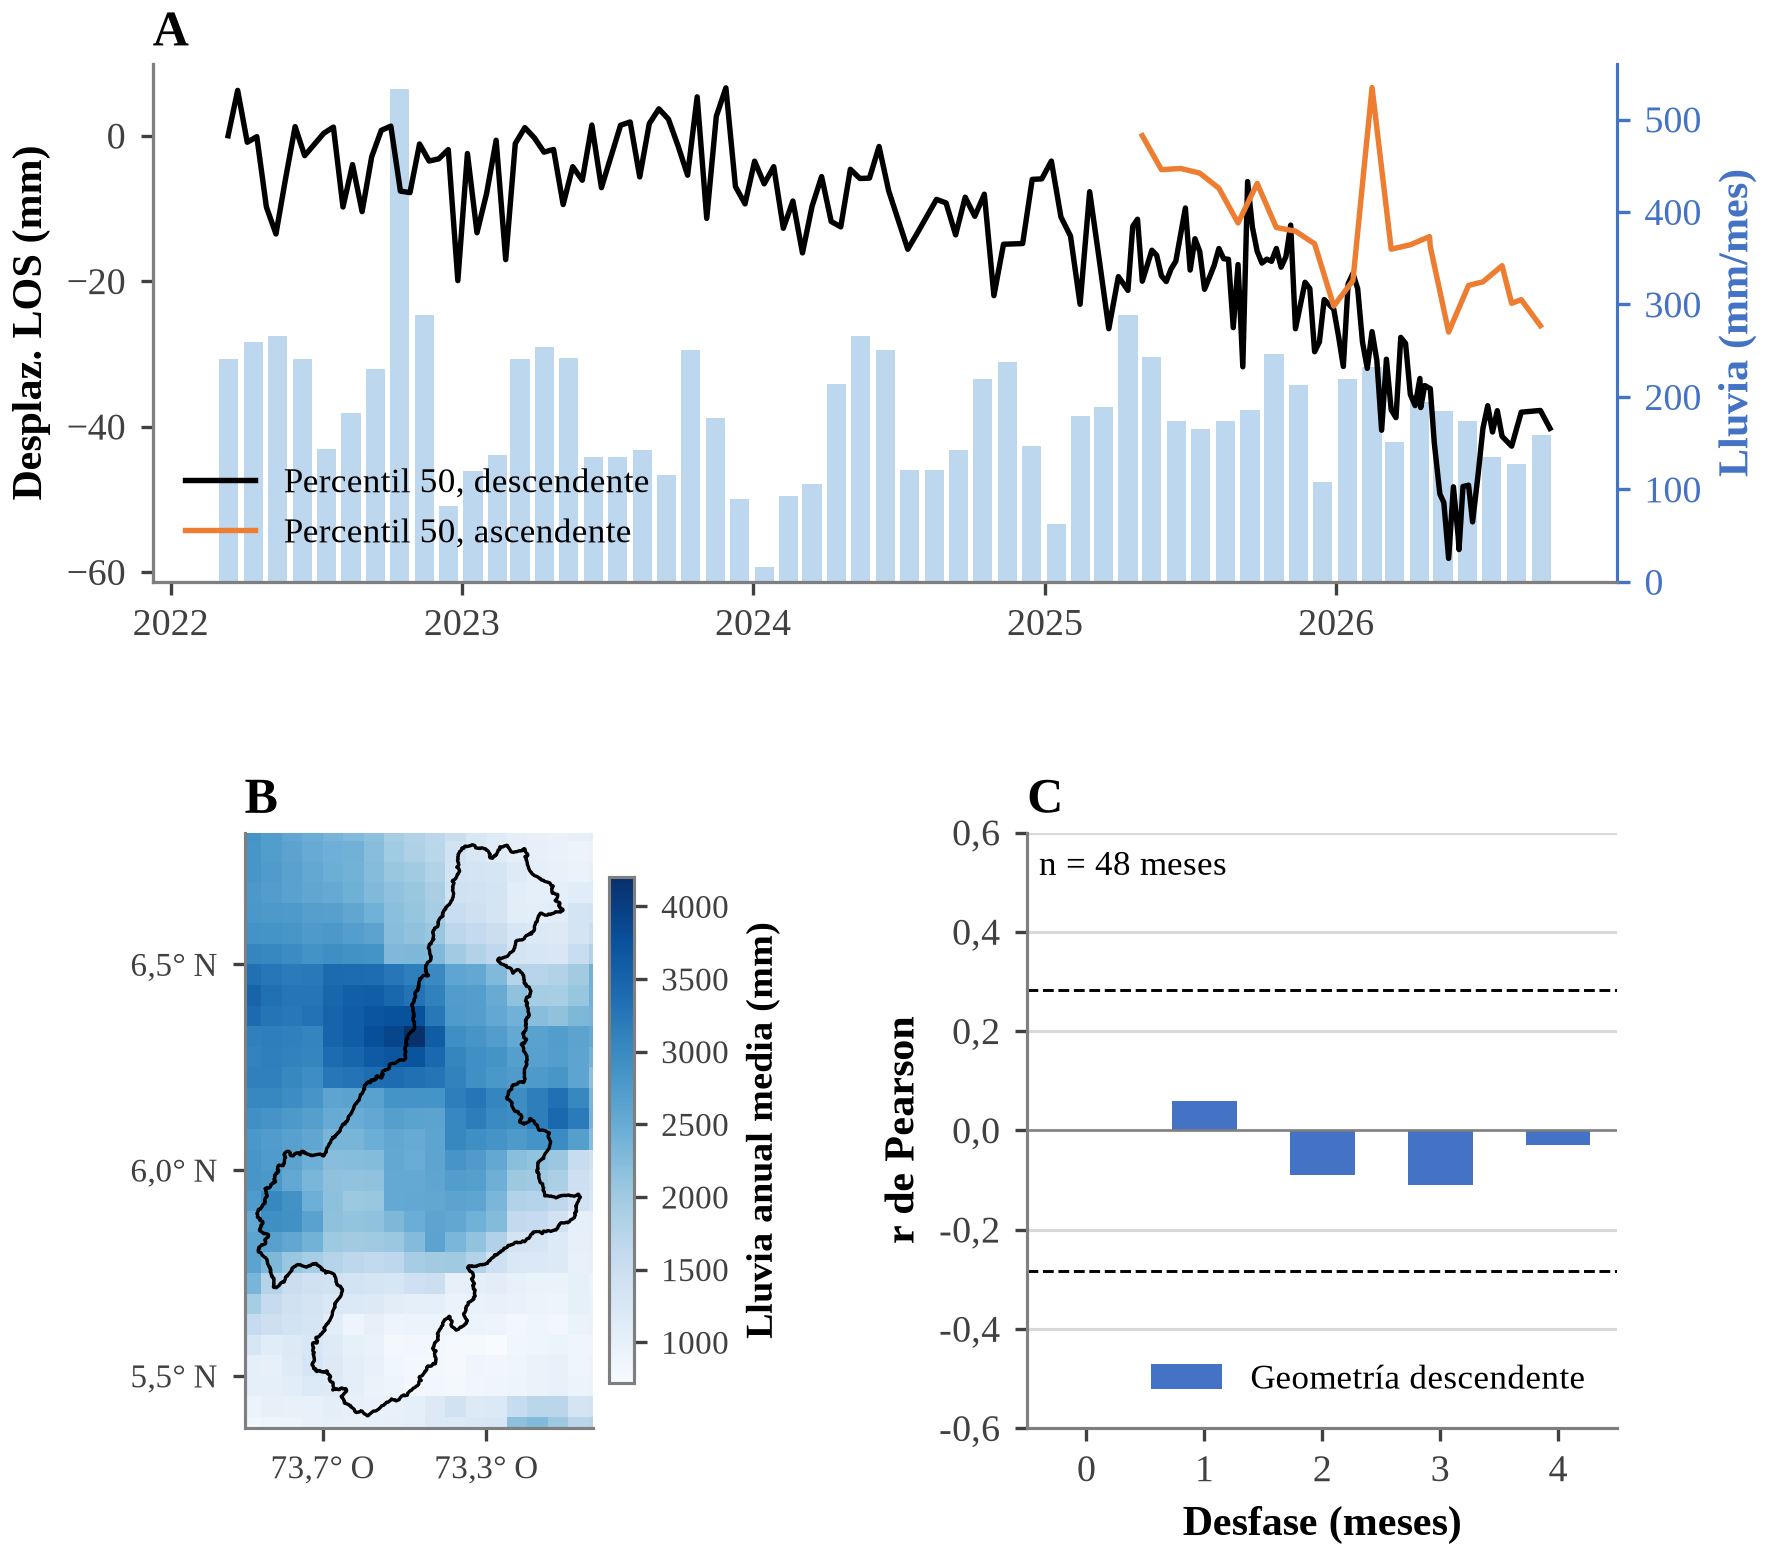 A
Desplaz. LOS (mm)
0
−20
−40
−60
Percentil 50, descendente
Percentil 50, ascendente
2022
2023
2024
2025
2026
500
400
300
200
100
0
Lluvia (mm/mes)
B
6,5° N
6,0° N
5,5° N
73,7° O
73,3° O
4000
3500
3000
2500
2000
1500
1000
Lluvia anual media (mm)
C
n = 48 meses
r de Pearson
0,6
0,4
0,2
0,0
-0,2
-0,4
-0,6
Geometría descendente
0
1
2
3
4
Desfase (meses)